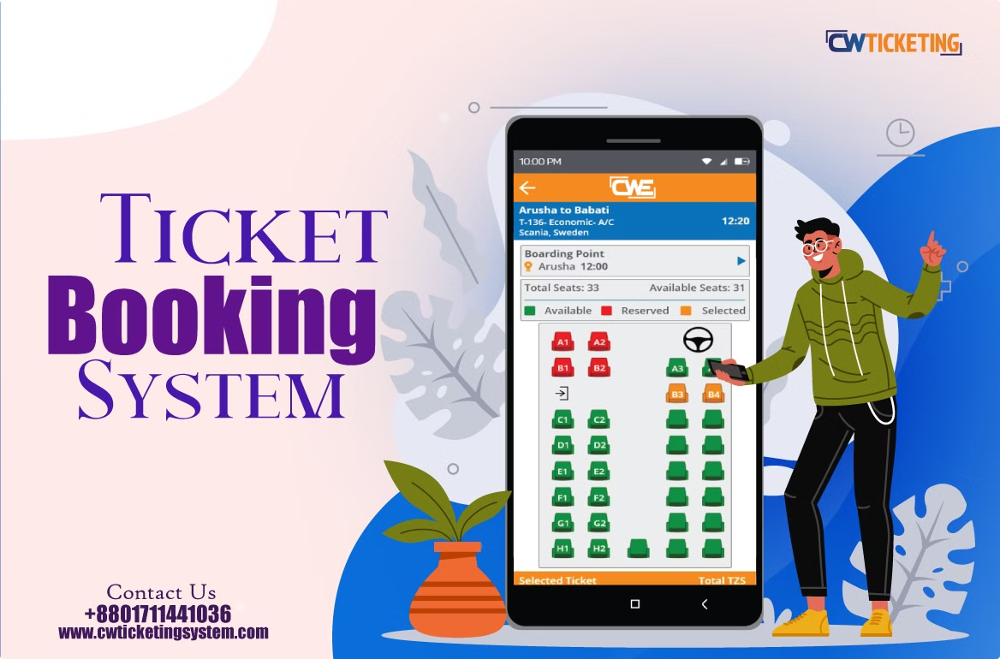 CWTICKETING
TICKET
Booking
SYSTEM
Contact Us
+8801711441036
www.cwticketingsystem.com
10:00 PM
CWE
Arusha to Babati
T-136- Economic- A/C
12:20
Scania, Sweden
Boarding Point
Arusha 12:00
Total Seats: 33 Available Seats: 31
Available Reserved Selected
A1 A2
B1 B2 A3
B3 B4
C1 C2
D1 D2
E1 E2
F1 F2
G1 G2
H1 H2
Selected Ticket Total TZS